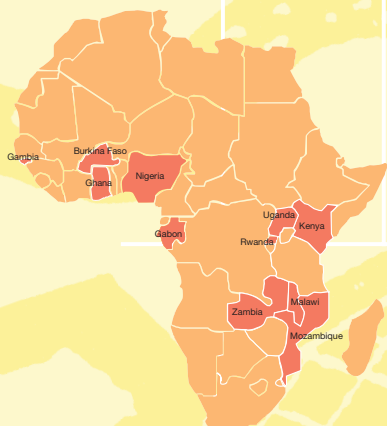 Gambia
Burkina Faso
Ghana
Nigeria
Gabon
Uganda
Kenya
Rwanda
Zambia
Malawi
Mozambique